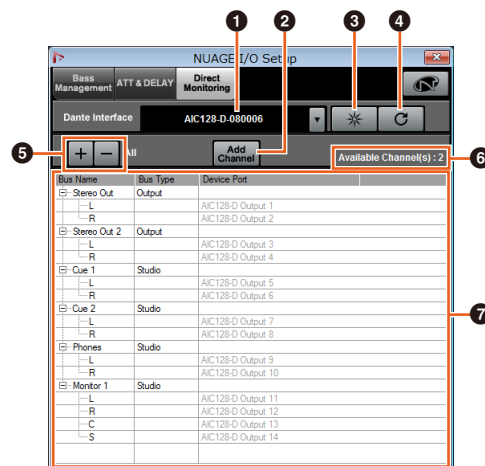 1 2 3 4
NUAGE I/O Setup
Bass Management ATT & DELAY Direct Monitoring
Dante Interface AIC128-D-080006
5 + - All Add Channel Available Channel(s) : 2 6
Bus Name Bus Type Device Port
Stereo Out Output
L AIC128-D Output 1
R AIC128-D Output 2
Stereo Out 2 Output
L AIC128-D Output 3
R AIC128-D Output 4
Cue 1 Studio
L AIC128-D Output 5
R AIC128-D Output 6
Cue 2 Studio
L AIC128-D Output 7
R AIC128-D Output 8
7
Phones Studio
L AIC128-D Output 9
R AIC128-D Output 10
Monitor 1 Studio
L AIC128-D Output 11
R AIC128-D Output 12
C AIC128-D Output 13
S AIC128-D Output 14